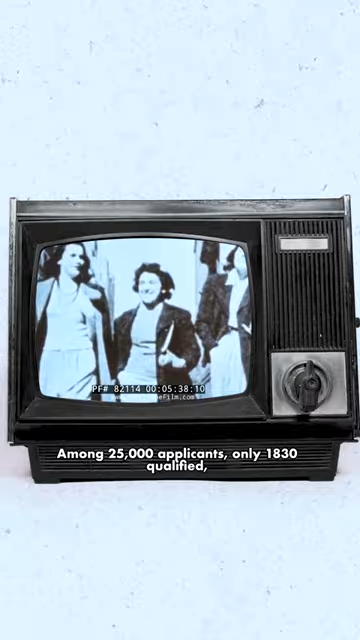 PF# 82114 00:05:38:10
Among 25,000 applicants, only 1830
qualified,